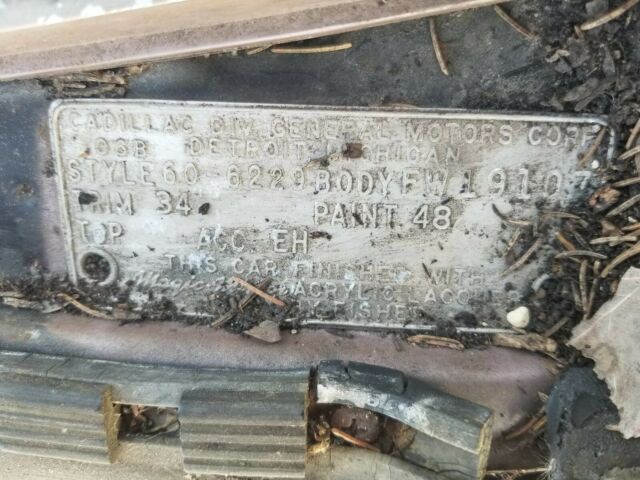 CADILLAC DIV. GENERAL MOTORS CORP.
03B DETROIT MICHIGAN
STYLE 60 6229 BODY FW 19107
TRIM 34 PAINT 48
TOP ACC. EH
THIS CAR FINISHED WITH
Magic ACRYLIC LACQUER